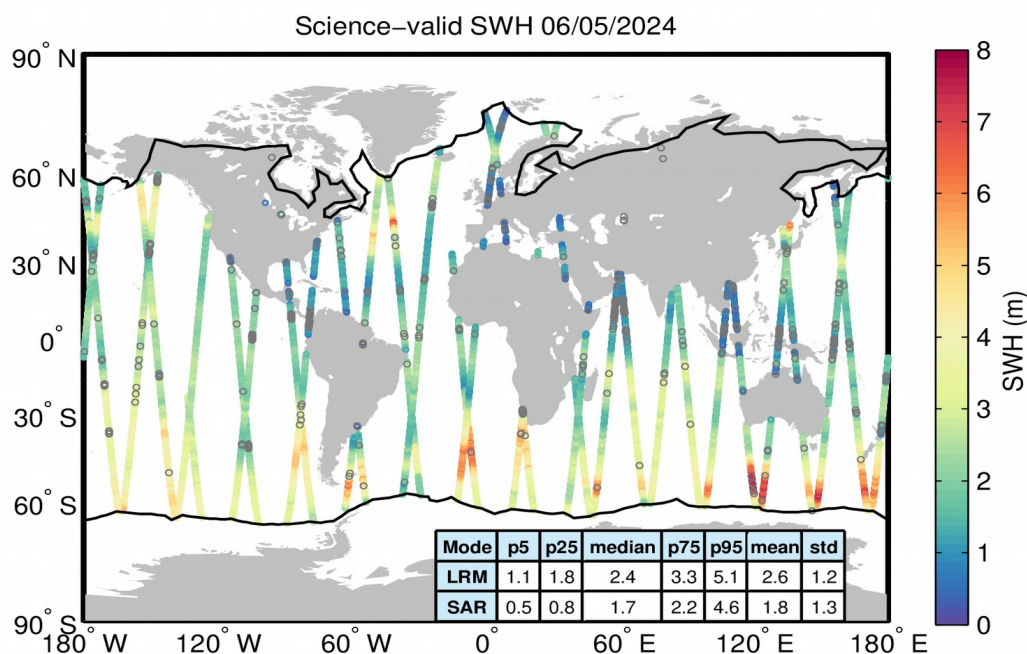 Science−valid SWH 06/05/2024
90° N
60° N
30° N
0°
30° S
60° S
90° S
180° W
120° W
60° W
0°
60° E
120° E
180° E
8
7
6
5
4
3
2
1
0
SWH (m)
Mode p5 p25 median p75 p95 mean std
LRM 1.1 1.8 2.4 3.3 5.1 2.6 1.2
SAR 0.5 0.8 1.7 2.2 4.6 1.8 1.3